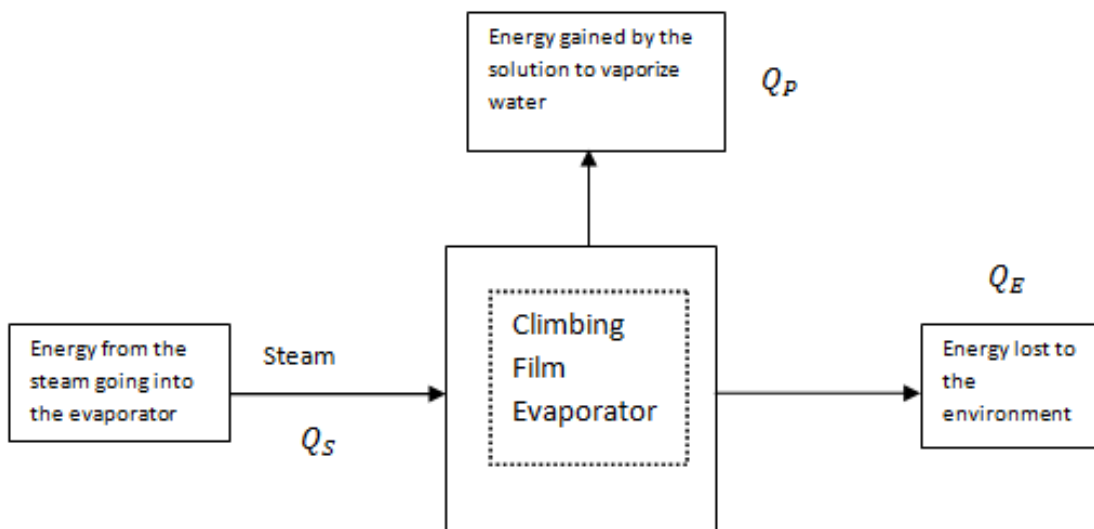 Energy gained by the
solution to vaporize
water
Q_P
Q_E
Climbing
Film
Evaporator
Energy from the
steam going into
the evaporator
Steam
Q_S
Energy lost to
the
environment